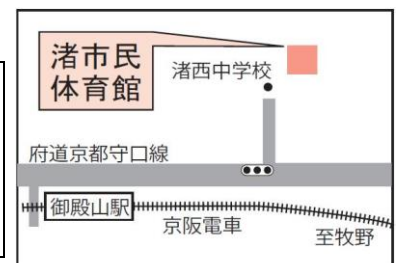 渚市民
体育館
渚西中学校
府道京都守口線
御殿山駅
京阪電車
至牧野